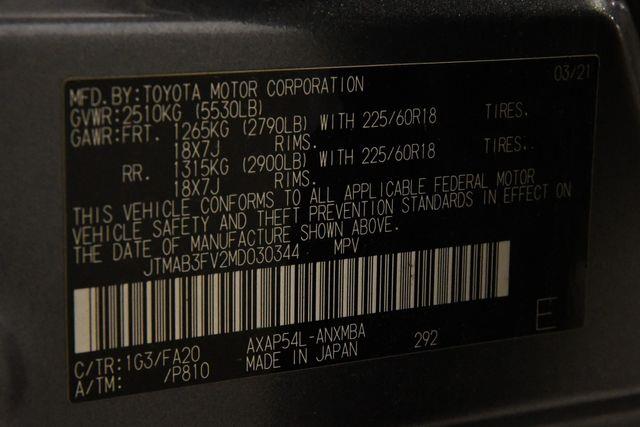 03/21
MFD.BY:TOYOTA MOTOR CORPORATION
GVWR:2510KG (5530LB)
GAWR:FRT. 1265KG (2790LB) WITH 225/60R18 TIRES.
18X7J RIMS.
RR. 1315KG (2900LB) WITH 225/60R18 TIRES.
18X7J RIMS.
THIS VEHICLE CONFORMS TO ALL APPLICABLE FEDERAL MOTOR
VEHICLE SAFETY AND THEFT PREVENTION STANDARDS IN EFFECT ON
THE DATE OF MANUFACTURE SHOWN ABOVE.
JTMAB3FV2MD030344 MPV
C/TR:1G3/FA20 AXAP54L-ANXMBA 292 E
A/TM: /P810 MADE IN JAPAN